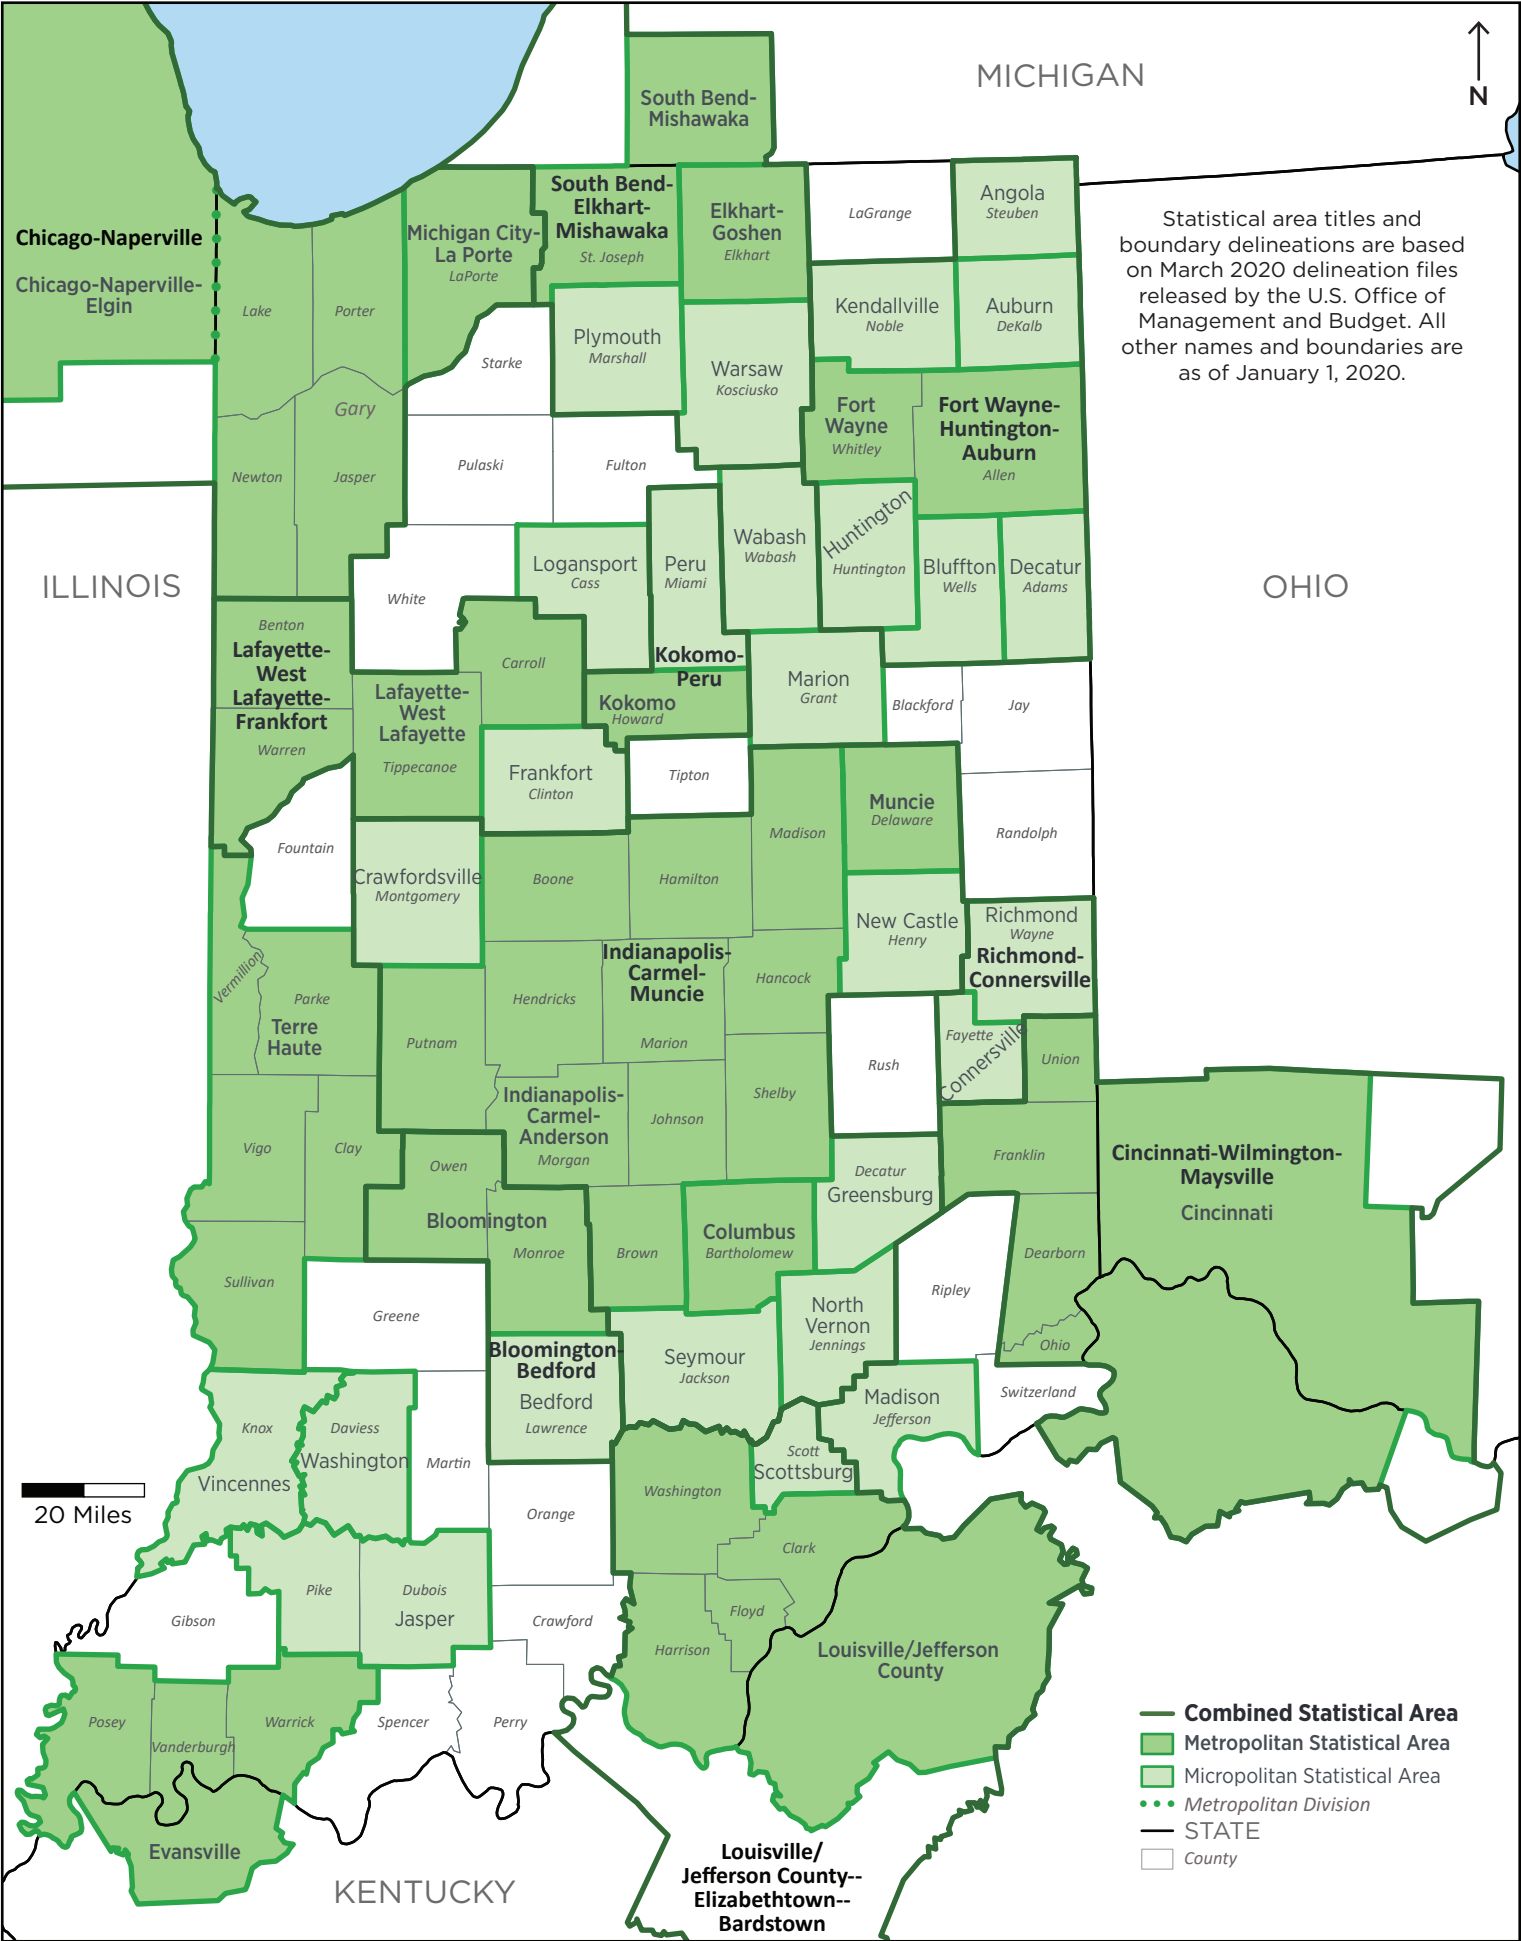 MICHIGAN
N
South Bend-
Mishawaka
Statistical area titles and
boundary delineations are based
on March 2020 delineation files
released by the U.S. Office of
Management and Budget. All
other names and boundaries are
as of January 1, 2020.
Chicago-Naperville
Chicago-Naperville-
Elgin
Lake
Porter
Gary
Newton
Jasper
Michigan City-
La Porte
LaPorte
South Bend-
Elkhart-
Mishawaka
St. Joseph
Elkhart-
Goshen
Elkhart
LaGrange
Angola
Steuben
Kendallville
Noble
Auburn
DeKalb
Starke
Plymouth
Marshall
Warsaw
Kosciusko
Fort
Wayne
Whitley
Fort Wayne-
Huntington-
Auburn
Allen
Pulaski
Fulton
ILLINOIS
OHIO
White
Logansport
Cass
Peru
Miami
Wabash
Wabash
Huntington
Huntington
Bluffton
Wells
Decatur
Adams
Benton
Lafayette-
West
Lafayette-
Frankfort
Warren
Lafayette-
West
Lafayette
Tippecanoe
Carroll
Kokomo-
Peru
Kokomo
Howard
Marion
Grant
Blackford
Jay
Frankfort
Clinton
Tipton
Madison
Muncie
Delaware
Randolph
Fountain
Crawfordsville
Montgomery
Boone
Hamilton
New Castle
Henry
Richmond
Wayne
Richmond-
Connersville
Vermillion
Parke
Terre
Haute
Putnam
Hendricks
Indianapolis-
Carmel-
Muncie
Marion
Hancock
Rush
Fayette
Connersville
Union
Indianapolis-
Carmel-
Anderson
Morgan
Johnson
Shelby
Vigo
Clay
Owen
Bloomington
Monroe
Brown
Columbus
Bartholomew
Decatur
Greensburg
Franklin
Cincinnati-Wilmington-
Maysville
Cincinnati
Dearborn
Ripley
Ohio
Sullivan
Greene
Bloomington-
Bedford
Bedford
Lawrence
Seymour
Jackson
North
Vernon
Jennings
Madison
Jefferson
Switzerland
Knox
Vincennes
Daviess
Washington
Martin
Scott
Scottsburg
Washington
Orange
Clark
20 Miles
Gibson
Pike
Dubois
Jasper
Crawford
Floyd
Harrison
Louisville/Jefferson
County
Posey
Vanderburgh
Warrick
Spencer
Perry
Evansville
KENTUCKY
Louisville/
Jefferson County--
Elizabethtown--
Bardstown
Combined Statistical Area
Metropolitan Statistical Area
Micropolitan Statistical Area
Metropolitan Division
STATE
County